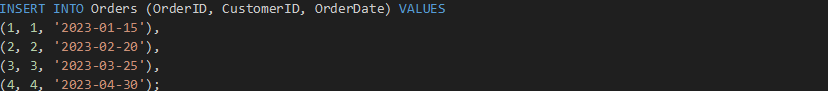 INSERT INTO Orders (OrderID, CustomerID, OrderDate) VALUES
(1, 1, '2023-01-15'),
(2, 2, '2023-02-20'),
(3, 3, '2023-03-25'),
(4, 4, '2023-04-30');